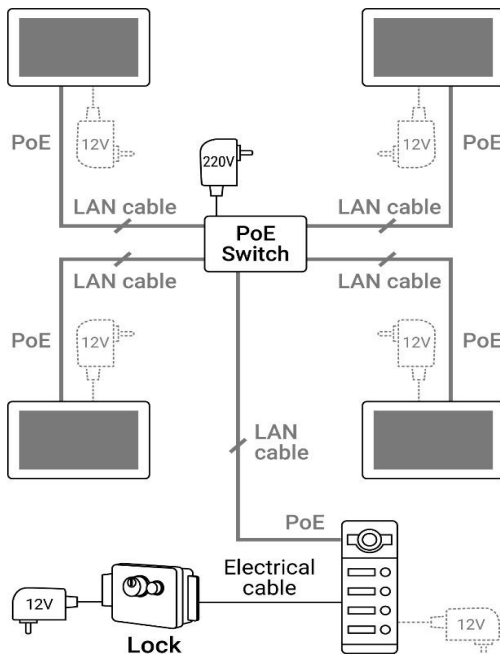 12V
12V
PoE
PoE
220V
LAN cable
LAN cable
PoE
Switch
LAN cable
LAN cable
PoE
12V
12V
PoE
LAN
cable
PoE
Electrical
cable
12V
12V
Lock